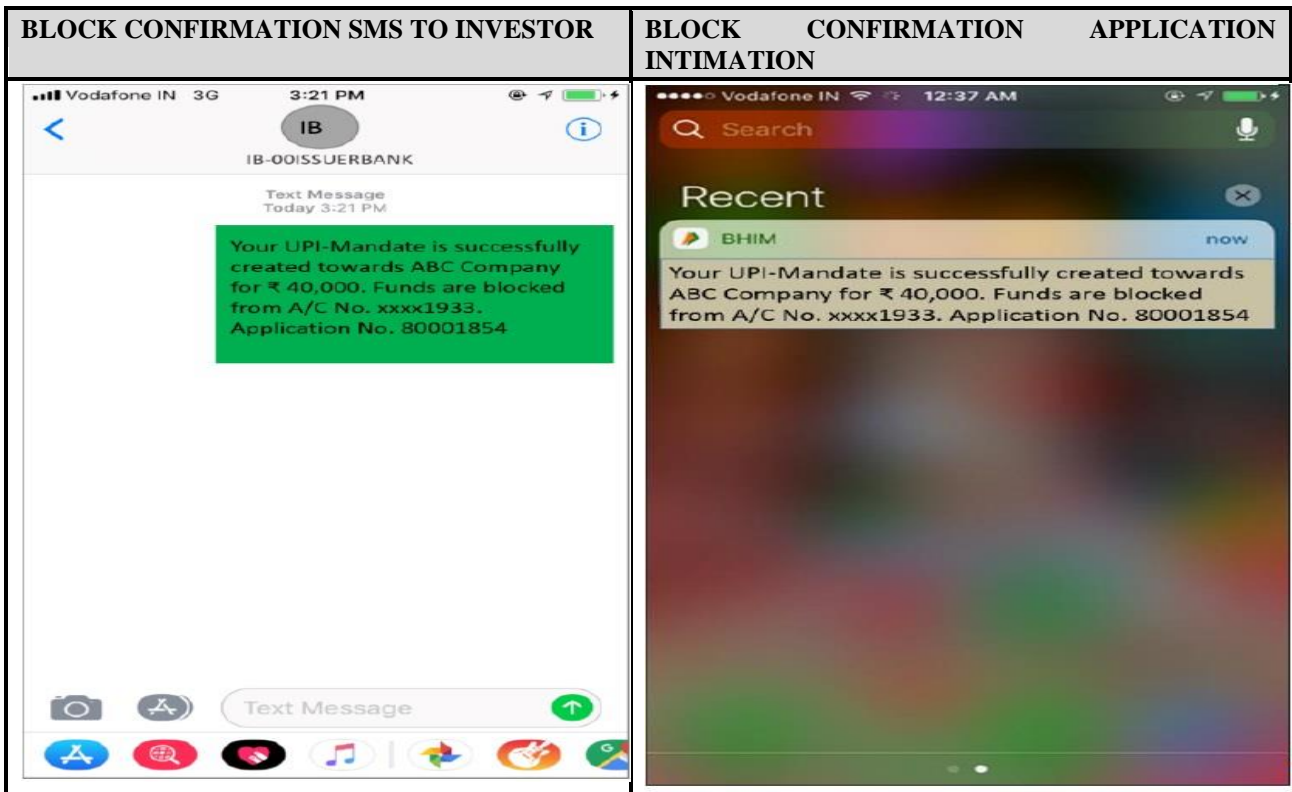 BLOCK CONFIRMATION SMS TO INVESTOR
BLOCK CONFIRMATION APPLICATION
INTIMATION
Vodafone IN 3G 3:21 PM
IB
IB-00ISSUERBANK
Text Message
Today 3:21 PM
Your UPI-Mandate is successfully
created towards ABC Company
for ₹ 40,000. Funds are blocked
from A/C No. xxxx1933.
Application No. 80001854
Text Message
Vodafone IN 12:37 AM
Search
Recent
BHIM now
Your UPI-Mandate is successfully created towards
ABC Company for ₹ 40,000. Funds are blocked
from A/C No. xxxx1933. Application No. 80001854